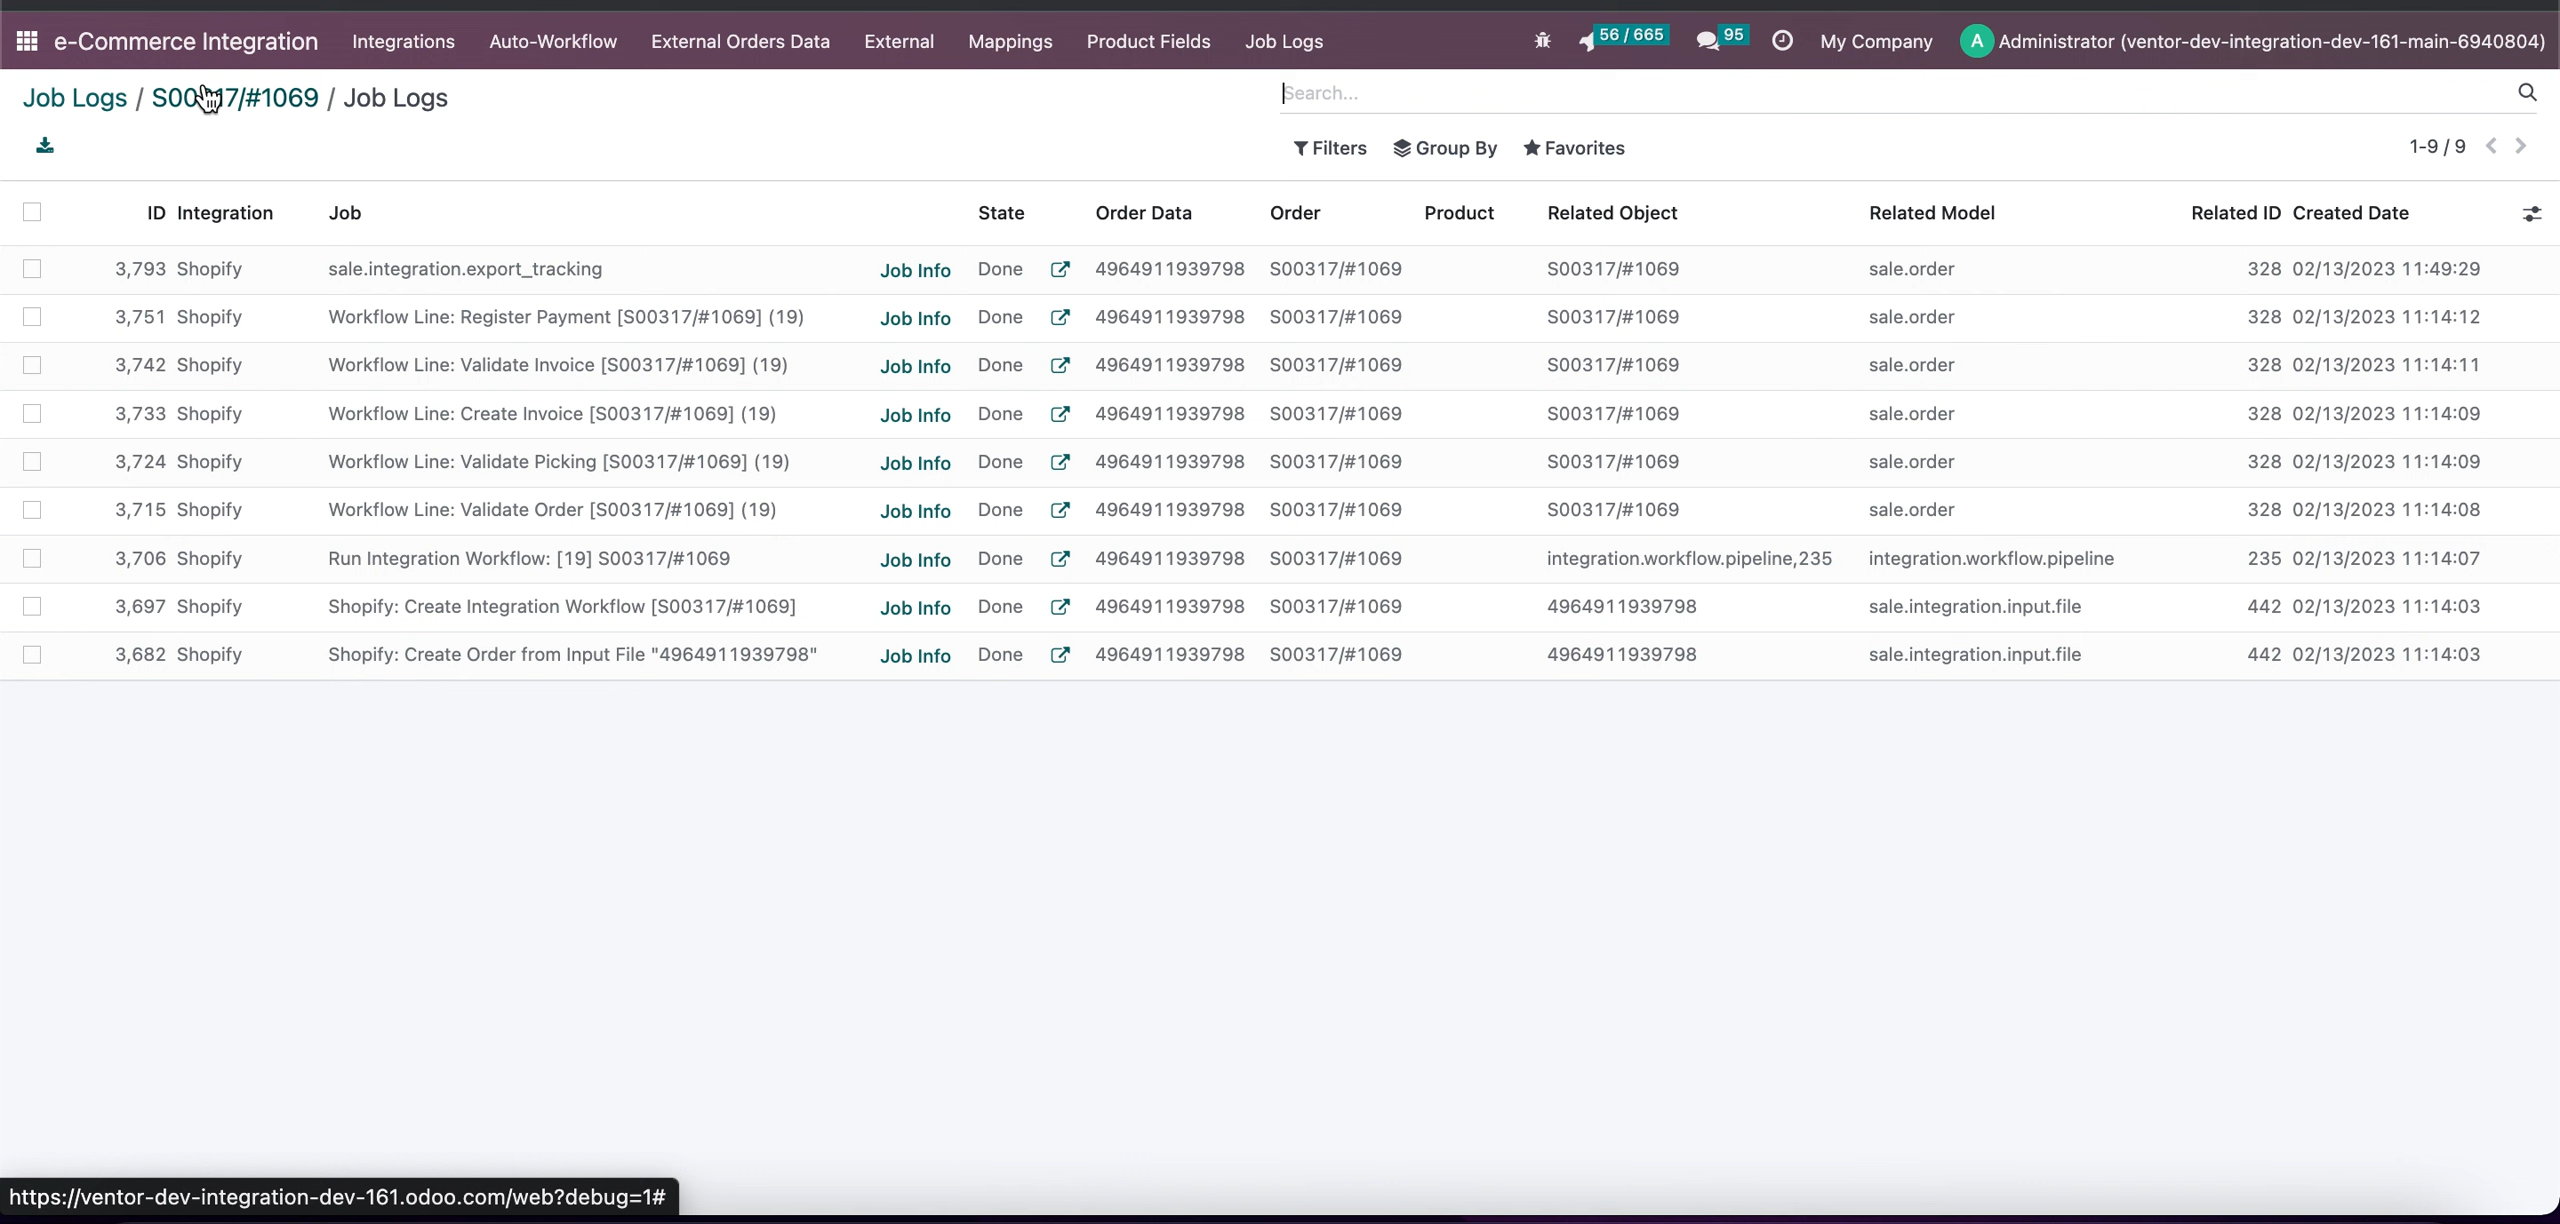 e-Commerce Integration Integrations Auto-Workflow External Orders Data External Mappings Product Fields Job Logs 56 / 665 95 My Company A Administrator (ventor-dev-integration-dev-161-main-6940804)
Job Logs / S00317/#1069 / Job Logs Search...
Filters Group By Favorites 1-9 / 9
ID Integration Job State Order Data Order Product Related Object Related Model Related ID Created Date
3,793 Shopify sale.integration.export_tracking Job Info Done 4964911939798 S00317/#1069 S00317/#1069 sale.order 328 02/13/2023 11:49:29
3,751 Shopify Workflow Line: Register Payment [S00317/#1069] (19) Job Info Done 4964911939798 S00317/#1069 S00317/#1069 sale.order 328 02/13/2023 11:14:12
3,742 Shopify Workflow Line: Validate Invoice [S00317/#1069] (19) Job Info Done 4964911939798 S00317/#1069 S00317/#1069 sale.order 328 02/13/2023 11:14:11
3,733 Shopify Workflow Line: Create Invoice [S00317/#1069] (19) Job Info Done 4964911939798 S00317/#1069 S00317/#1069 sale.order 328 02/13/2023 11:14:09
3,724 Shopify Workflow Line: Validate Picking [S00317/#1069] (19) Job Info Done 4964911939798 S00317/#1069 S00317/#1069 sale.order 328 02/13/2023 11:14:09
3,715 Shopify Workflow Line: Validate Order [S00317/#1069] (19) Job Info Done 4964911939798 S00317/#1069 S00317/#1069 sale.order 328 02/13/2023 11:14:08
3,706 Shopify Run Integration Workflow: [19] S00317/#1069 Job Info Done 4964911939798 S00317/#1069 integration.workflow.pipeline,235 integration.workflow.pipeline 235 02/13/2023 11:14:07
3,697 Shopify Shopify: Create Integration Workflow [S00317/#1069] Job Info Done 4964911939798 S00317/#1069 4964911939798 sale.integration.input.file 442 02/13/2023 11:14:03
3,682 Shopify Shopify: Create Order from Input File "4964911939798" Job Info Done 4964911939798 S00317/#1069 4964911939798 sale.integration.input.file 442 02/13/2023 11:14:03
https://ventor-dev-integration-dev-161.odoo.com/web?debug=1#